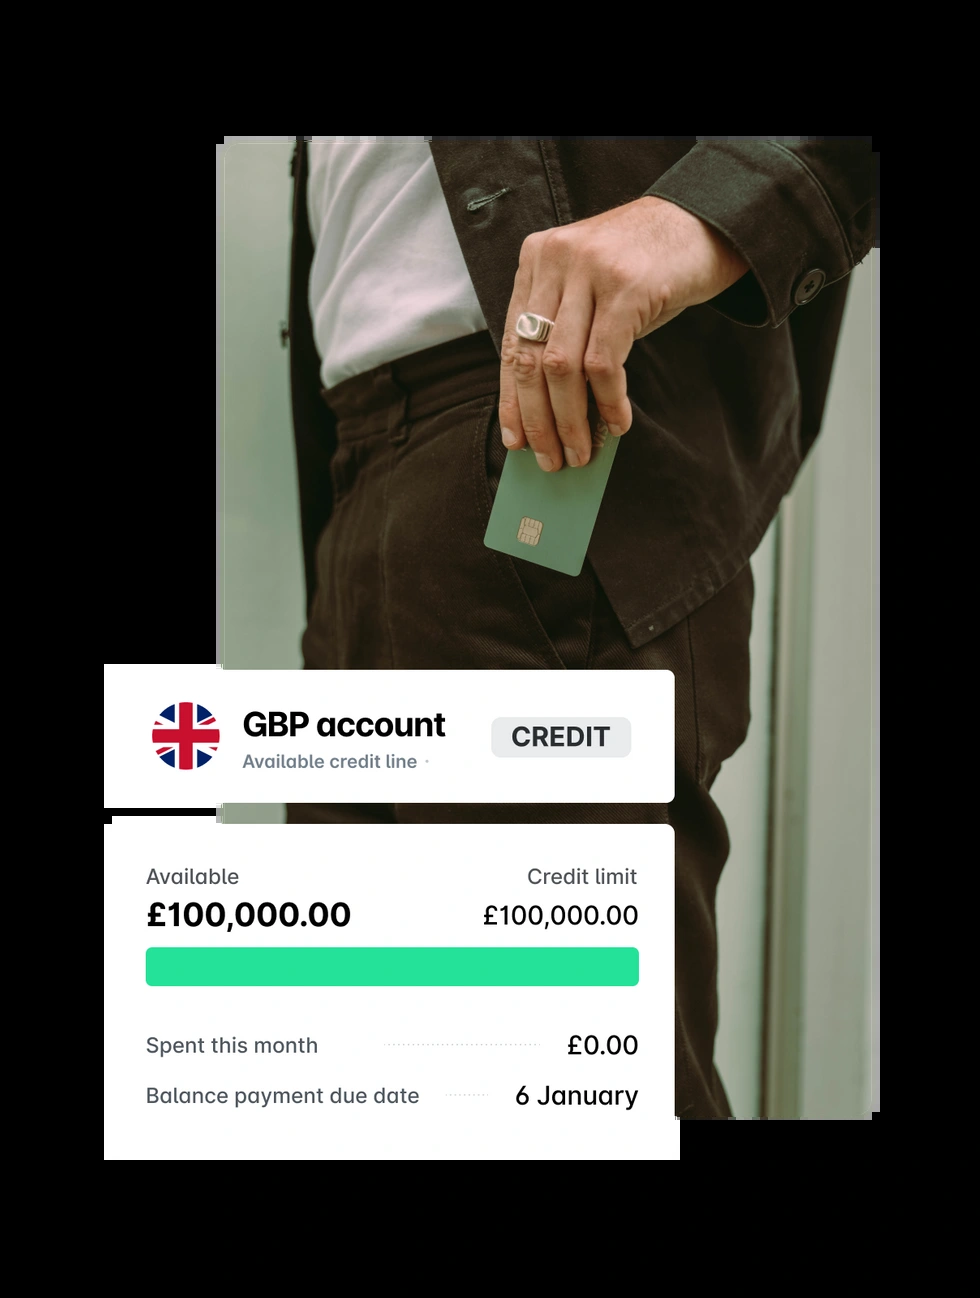 GBP account
Available credit line ·
CREDIT
Available
Credit limit
£100,000.00
£100,000.00
Spent this month
£0.00
Balance payment due date
6 January